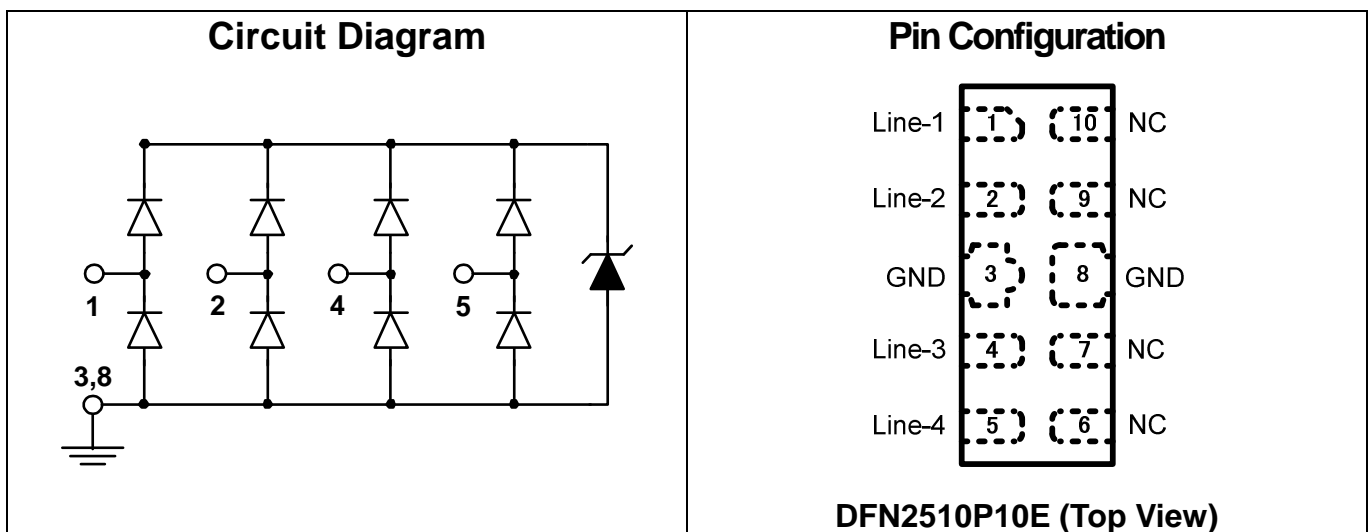 Circuit Diagram
1
2
4
5
3,8
Pin Configuration
Line-1 1 10 NC
Line-2 2 9 NC
GND 3 8 GND
Line-3 4 7 NC
Line-4 5 6 NC
DFN2510P10E (Top View)